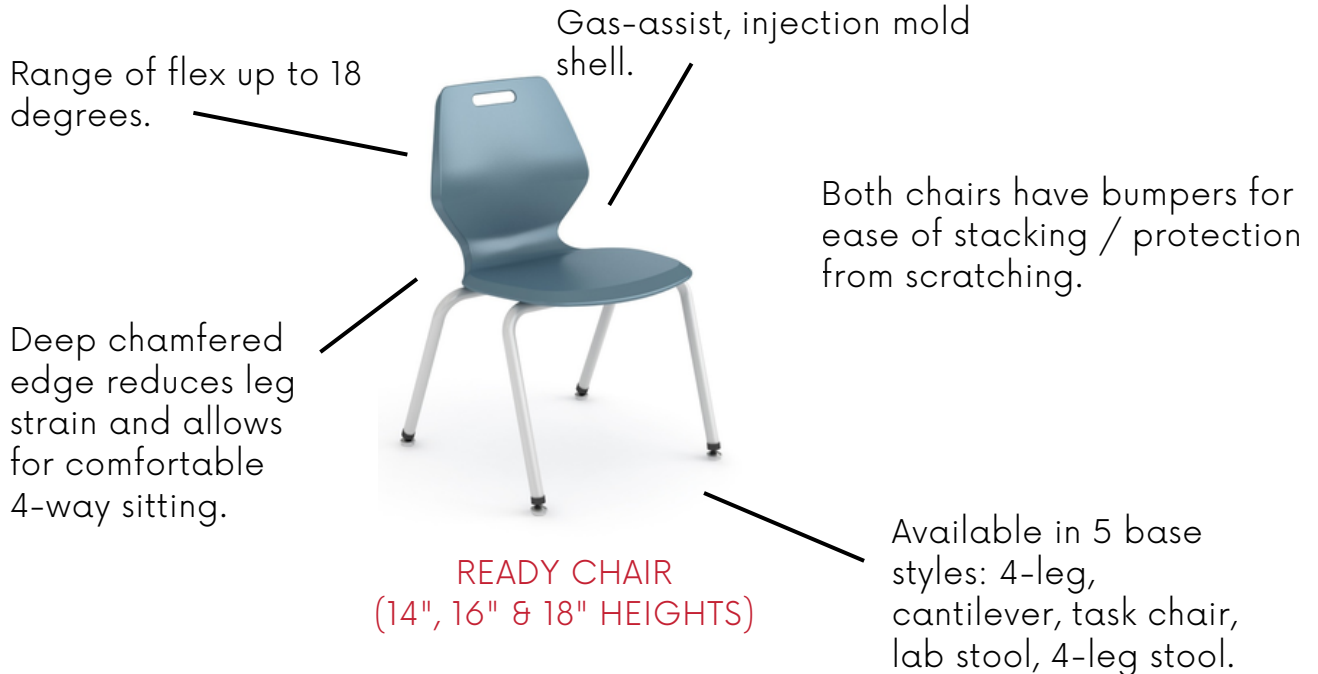 Gas-assist, injection mold
shell.
Range of flex up to 18
degrees.
Both chairs have bumpers for
ease of stacking / protection
from scratching.
Deep chamfered
edge reduces leg
strain and allows
for comfortable
4-way sitting.
Available in 5 base
styles: 4-leg,
cantilever, task chair,
lab stool, 4-leg stool.
READY CHAIR
(14", 16" & 18" HEIGHTS)